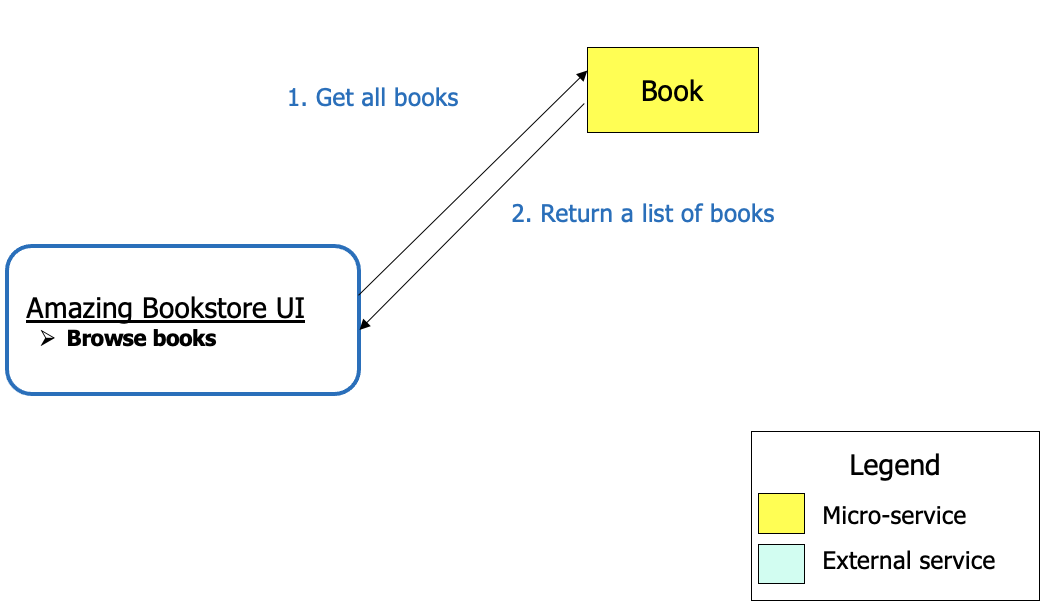 1. Get all books
Book
2. Return a list of books
Amazing Bookstore UI
➢ Browse books
Legend
Micro-service
External service